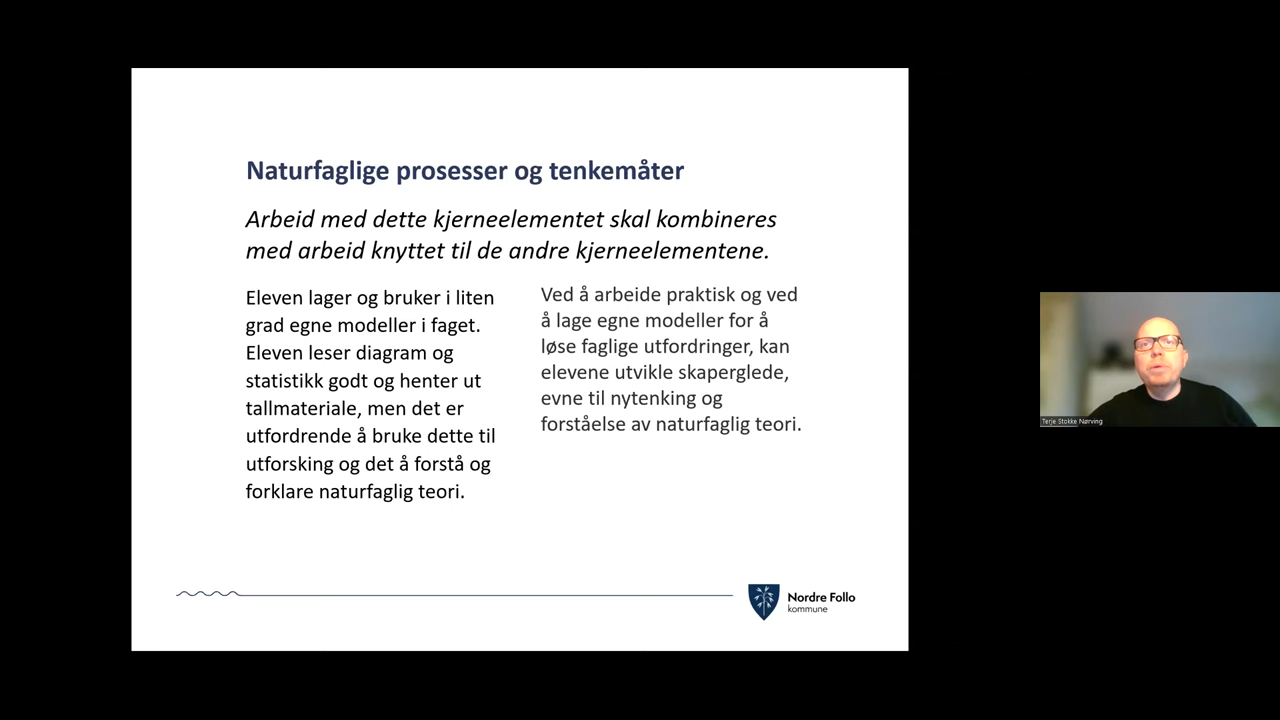 Naturfaglige prosesser og tenkemåter
Arbeid med dette kjerneelementet skal kombineres
med arbeid knyttet til de andre kjerneelementene.
Eleven lager og bruker i liten
grad egne modeller i faget.
Eleven leser diagram og
statistikk godt og henter ut
tallmateriale, men det er
utfordrende å bruke dette til
utforsking og det å forstå og
forklare naturfaglig teori.
Ved å arbeide praktisk og ved
å lage egne modeller for å
løse faglige utfordringer, kan
elevene utvikle skaperglede,
evne til nytenking og
forståelse av naturfaglig teori.
Nordre Follo
kommune
Terje Stokke Nørving